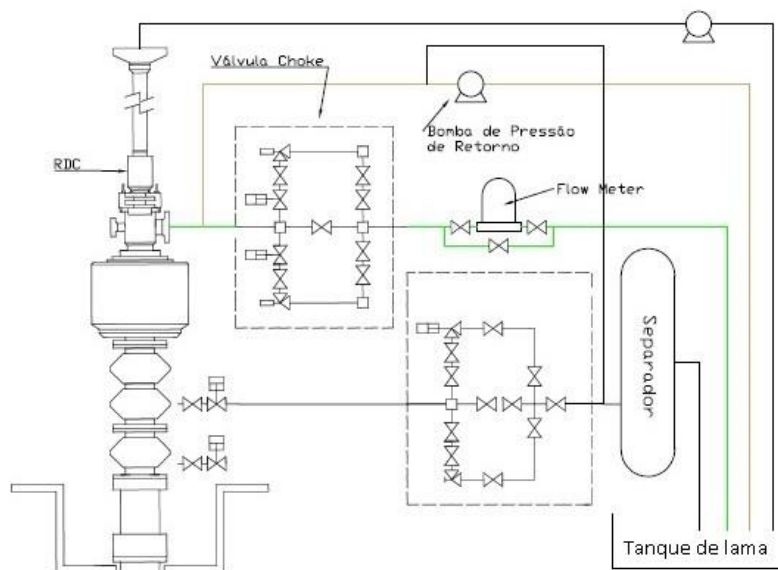 Válvula Choke
RDC
Bomba de Pressão
de Retorno
Flow Meter
Separador
Tanque de lama